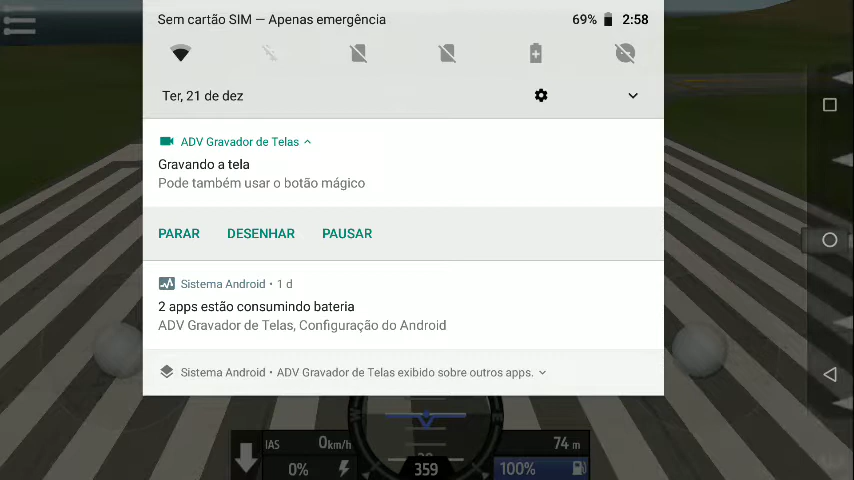 Sem cartão SIM — Apenas emergência
69% 2:58
Ter, 21 de dez
ADV Gravador de Telas
Gravando a tela
Pode também usar o botão mágico
PARAR DESENHAR PAUSAR
Sistema Android • 1 d
2 apps estão consumindo bateria
ADV Gravador de Telas, Configuração do Android
Sistema Android • ADV Gravador de Telas exibido sobre outros apps.
IAS 0km/h
74 m
0%
359
100%